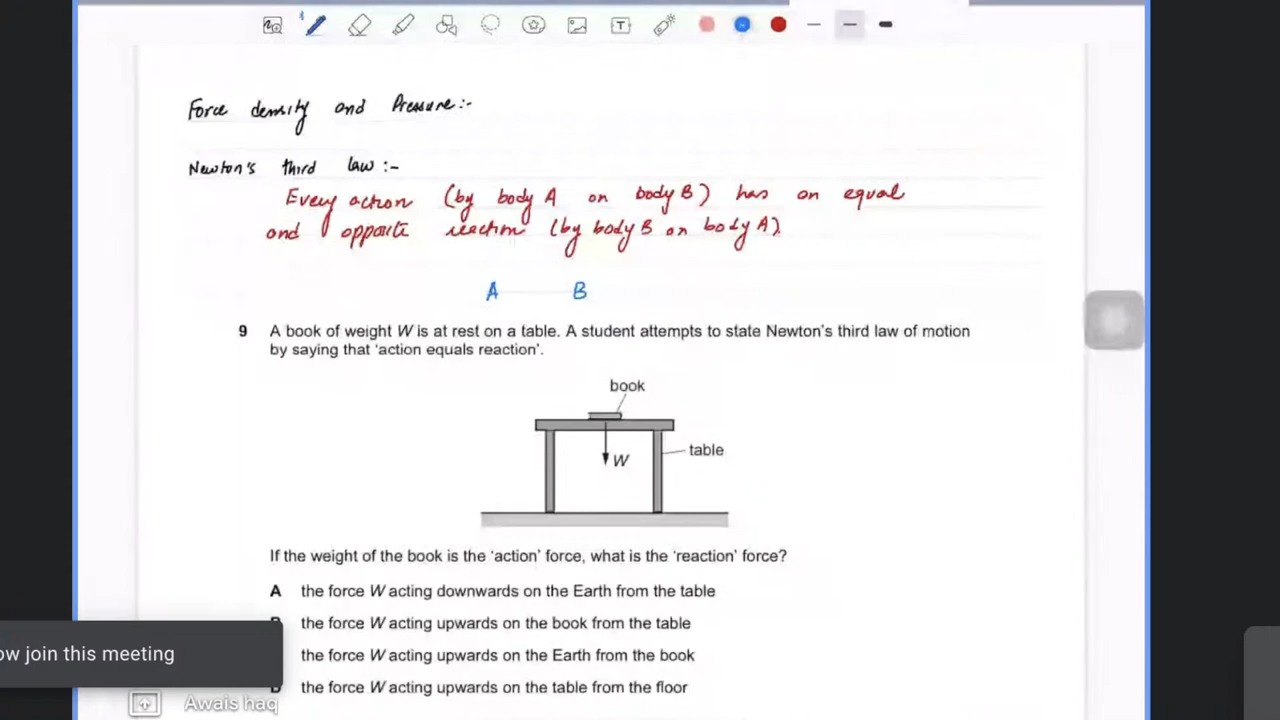 Force density and Pressure:-
Newton's third law :-
Every action (by body A on body B) has an equal
and opposite reaction (by body B on body A).
A B
9 A book of weight W is at rest on a table. A student attempts to state Newton's third law of motion
by saying that 'action equals reaction'.
book
W
table
If the weight of the book is the 'action' force, what is the 'reaction' force?
A the force W acting downwards on the Earth from the table
the force W acting upwards on the book from the table
the force W acting upwards on the Earth from the book
the force W acting upwards on the table from the floor
join this meeting
Awais haq